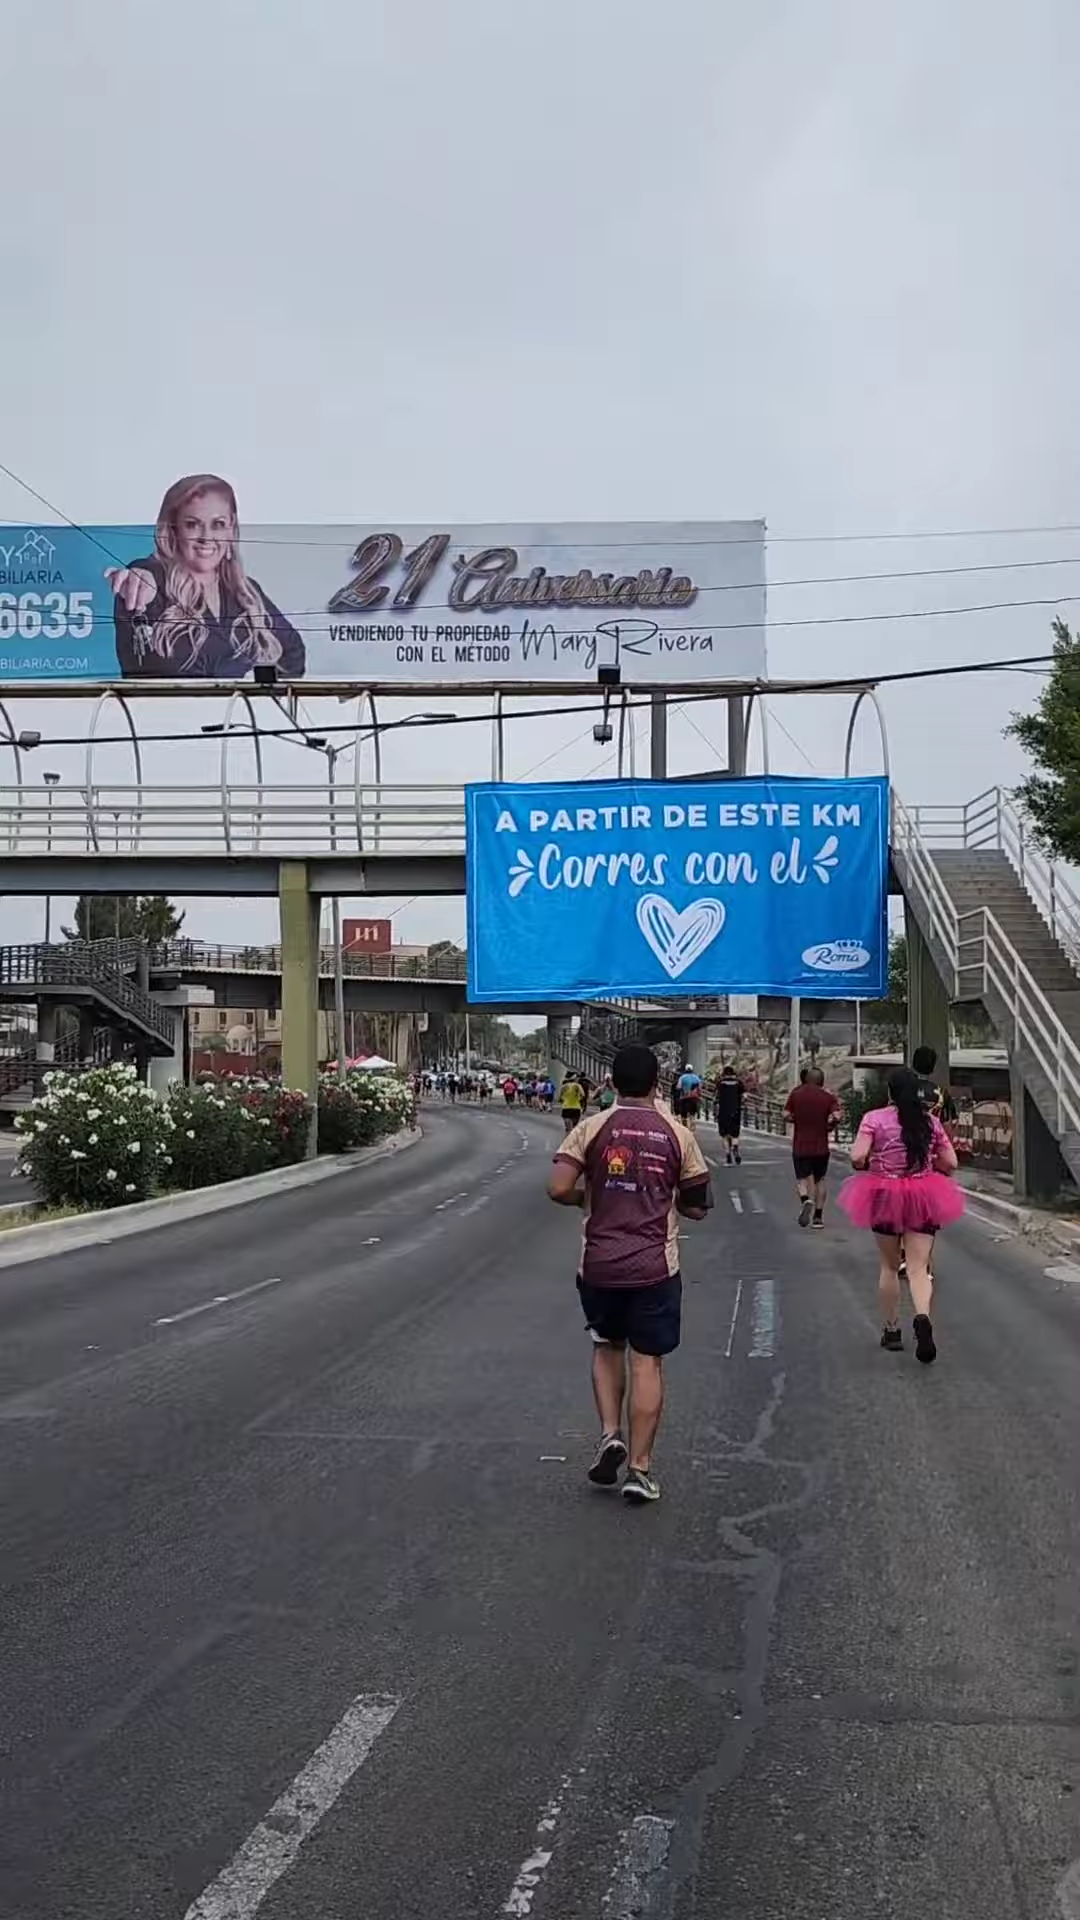 Y
BILIARIA
6635
BILIARIA.COM
21 Aniversario
VENDIENDO TU PROPIEDAD
CON EL MÉTODO
Mary Rivera
A PARTIR DE ESTE KM
Corres con el
Roma